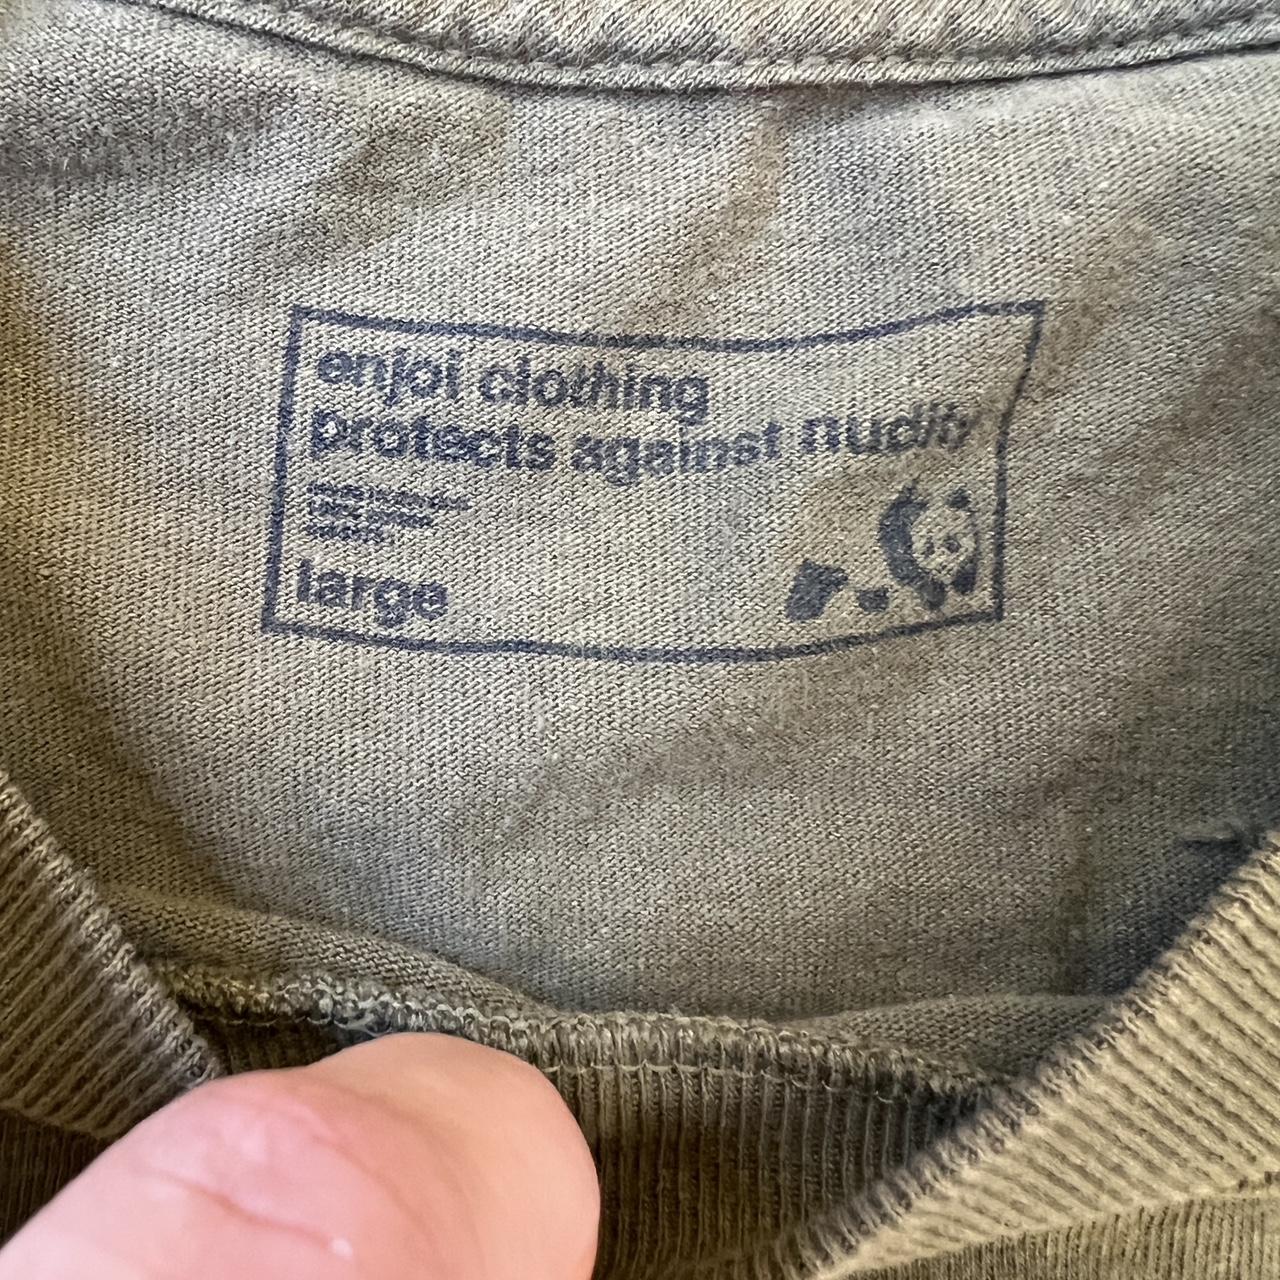 enjoi clothing
protects against nudity
large